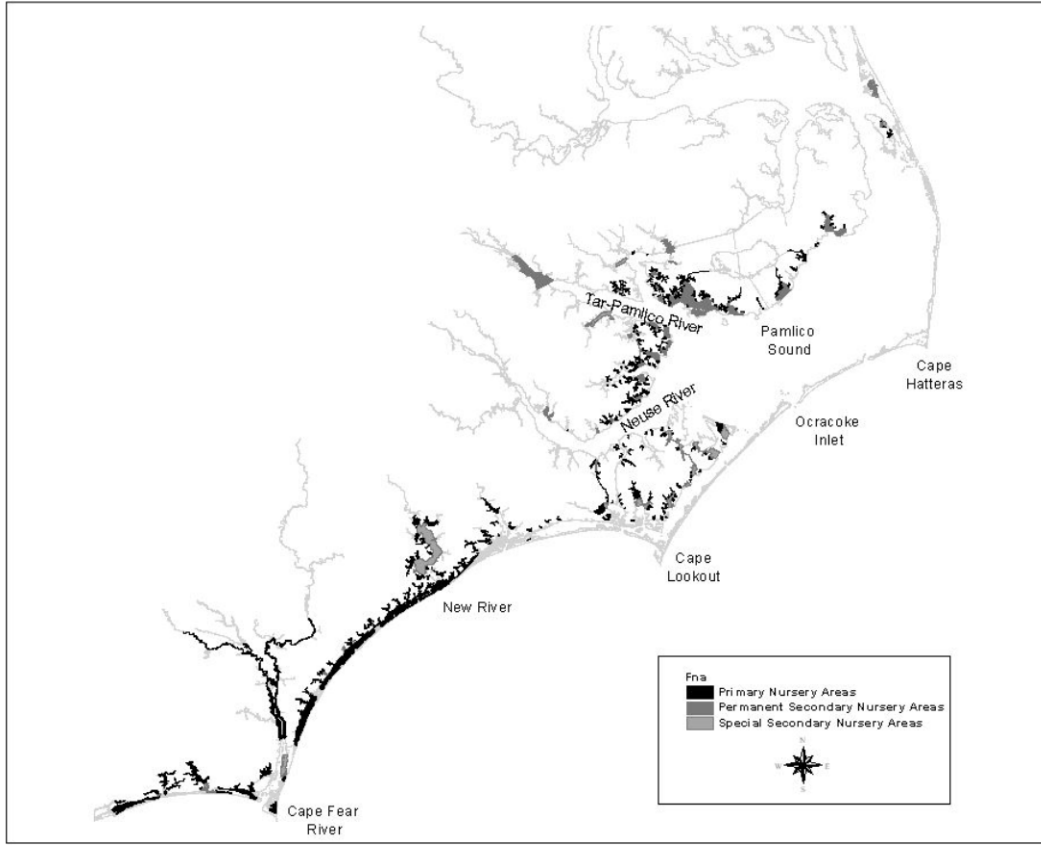 Tar-Pamlico River
Pamlico
Sound
Cape
Hatteras
Neuse River
Ocracoke
Inlet
Cape
Lookout
New River
Fna
Primary Nursery Areas
Permanent Secondary Nursery Areas
Special Secondary Nursery Areas
N
W E
S
Cape Fear
River